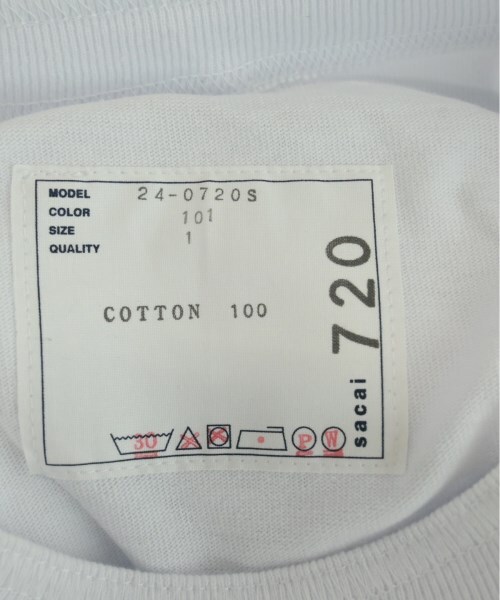 MODEL 24-0720S
COLOR 101
SIZE 1
QUALITY
COTTON 100
sacai 720
30
P W